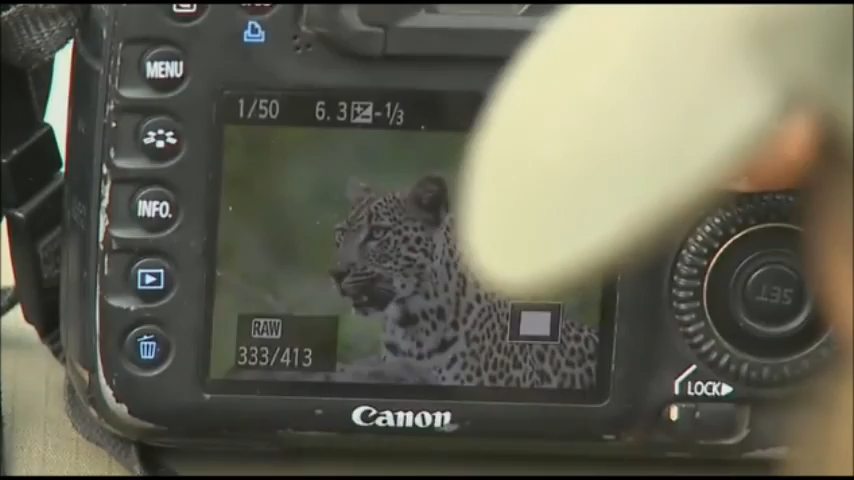 MENU
1/50 6.3 -1/3
INFO.
RAW
333/413
SET
LOCK
Canon